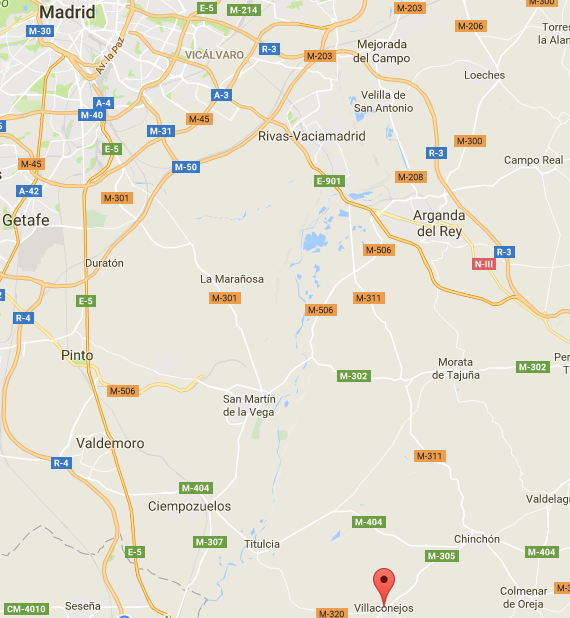 E-5
M-214
M-203
M-300
Madrid
M-30
M-206
Torres
la Alan
Av. la Paz
VICÁLVARO
R-3
M-203
Mejorada
del Campo
Loeches
A-3
Velilla de
San Antonio
A-4
M-40
M-45
M-31
Rivas-Vaciamadrid
M-300
E-5
R-3
M-45
M-50
Campo Real
A-42
M-301
E-901
M-208
Getafe
Arganda
del Rey
M-506
R-3
N-III
Duratón
La Marañosa
M-301
M-311
E-5
M-506
R-4
Pinto
M-302
Morata
de Tajuña
M-302
M-506
San Martín
de la Vega
Valdemoro
R-4
M-311
M-404
Ciempozuelos
Valdelag
M-404
M-307
Titulcia
Chinchón
E-5
M-305
M-404
Colmenar
de Oreja
CM-4010
Seseña
M-320
Villaconejos